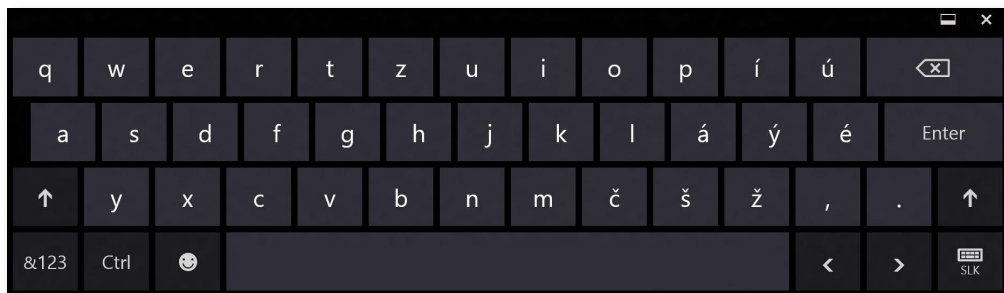 q w e r t z u i o p í ú
a s d f g h j k l á ý é Enter
y x c v b n m č š ž , .
&123 Ctrl < > SLK